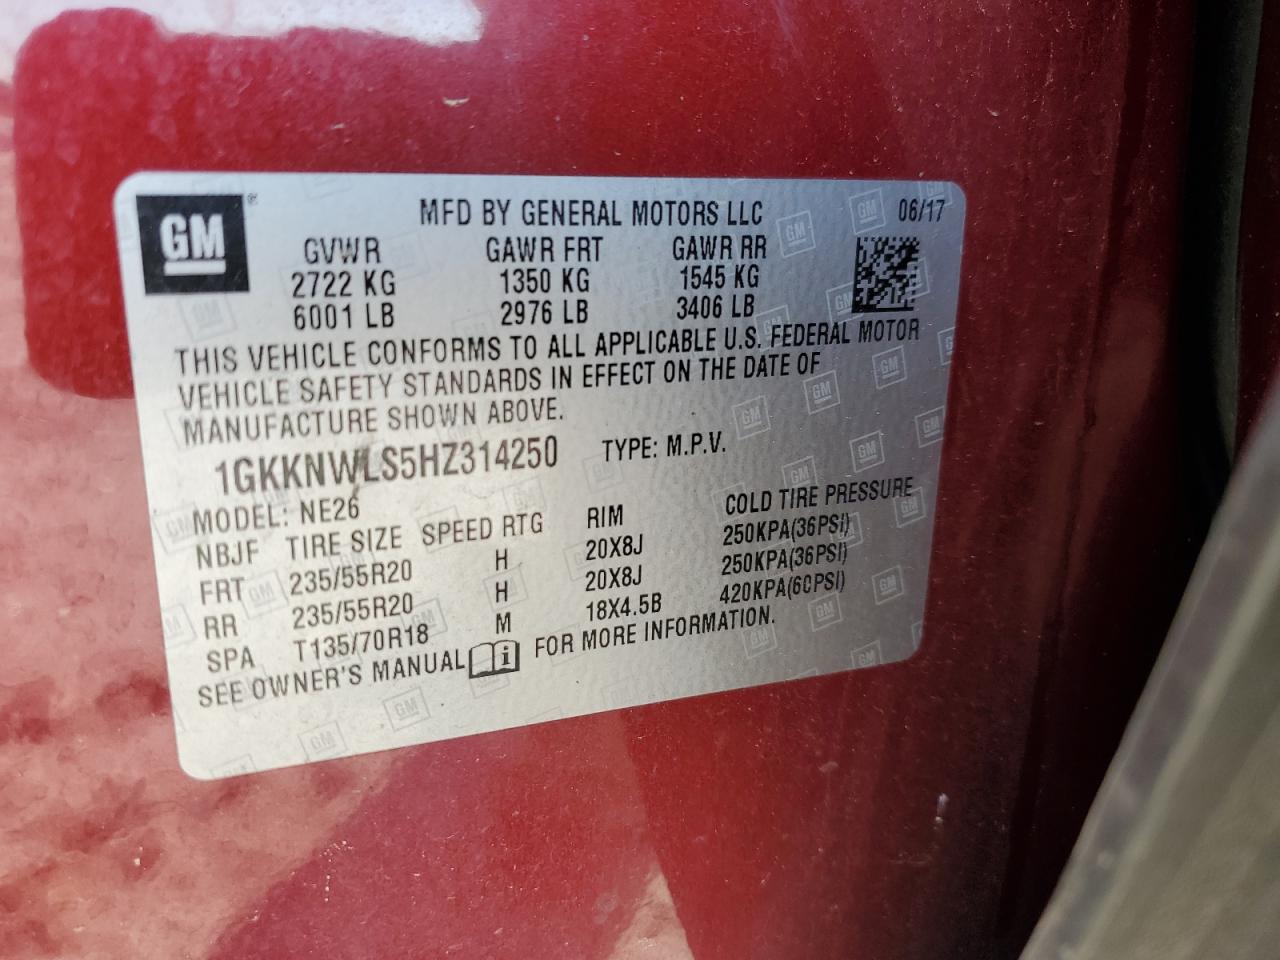 GM ® MFD BY GENERAL MOTORS LLC 06/17
GVWR GAWR FRT GAWR RR
2722 KG 1350 KG 1545 KG
6001 LB 2976 LB 3406 LB
THIS VEHICLE CONFORMS TO ALL APPLICABLE U.S. FEDERAL MOTOR
VEHICLE SAFETY STANDARDS IN EFFECT ON THE DATE OF
MANUFACTURE SHOWN ABOVE.
1GKKNWLS5HZ314250 TYPE: M.P.V.
MODEL: NE26
NBJF TIRE SIZE SPEED RTG RIM COLD TIRE PRESSURE
FRT 235/55R20 H 20X8J 250KPA(36PSI)
RR 235/55R20 H 20X8J 250KPA(36PSI)
SPA T135/70R18 M 18X4.5B 420KPA(60PSI)
SEE OWNER'S MANUAL i FOR MORE INFORMATION.